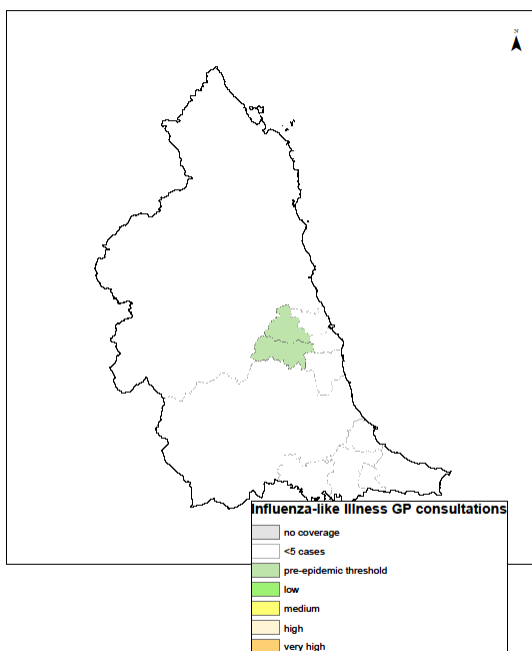 N
Influenza-like Illness GP consultations
no coverage
<5 cases
pre-epidemic threshold
low
medium
high
very high